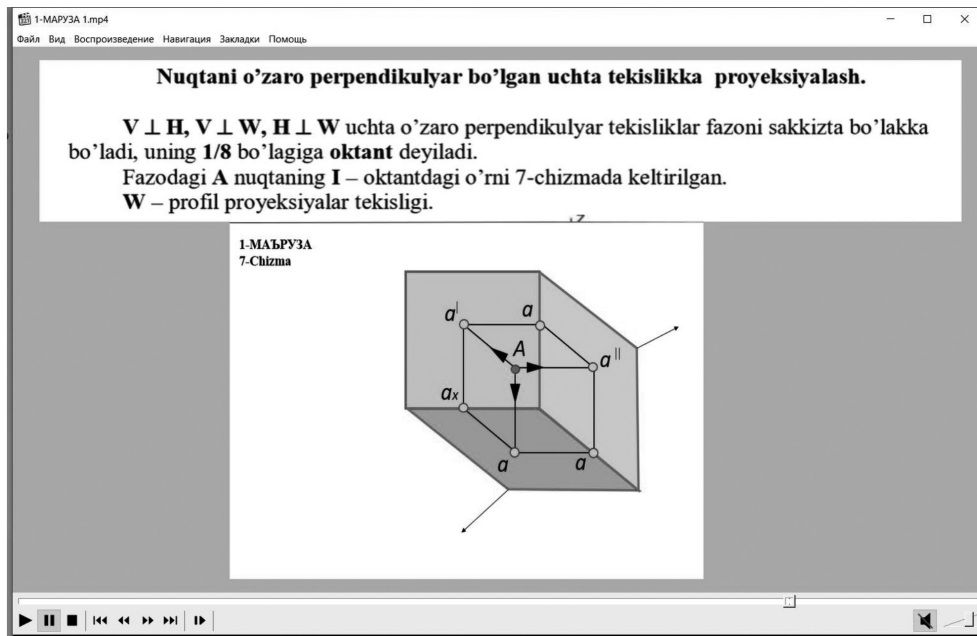 1-МАРУЗА 1.mp4
Файл Вид Воспроизведение Навигация Закладки Помощь
Nuqtani o’zaro perpendikulyar bo’lgan uchta tekislikka proyeksiyalash.
V ⊥ H, V ⊥ W, H ⊥ W uchta o’zaro perpendikulyar tekisliklar fazoni sakkizta bo’lakka
bo’ladi, uning 1/8 bo’lagiga oktant deyiladi.
Fazodagi A nuqtaning I – oktantdagi o’rni 7-chizmada keltirilgan.
W – profil proyeksiyalar tekisligi.
1-МАЪРУЗА
7-Chizma
a| a
A
a||
ax
a a